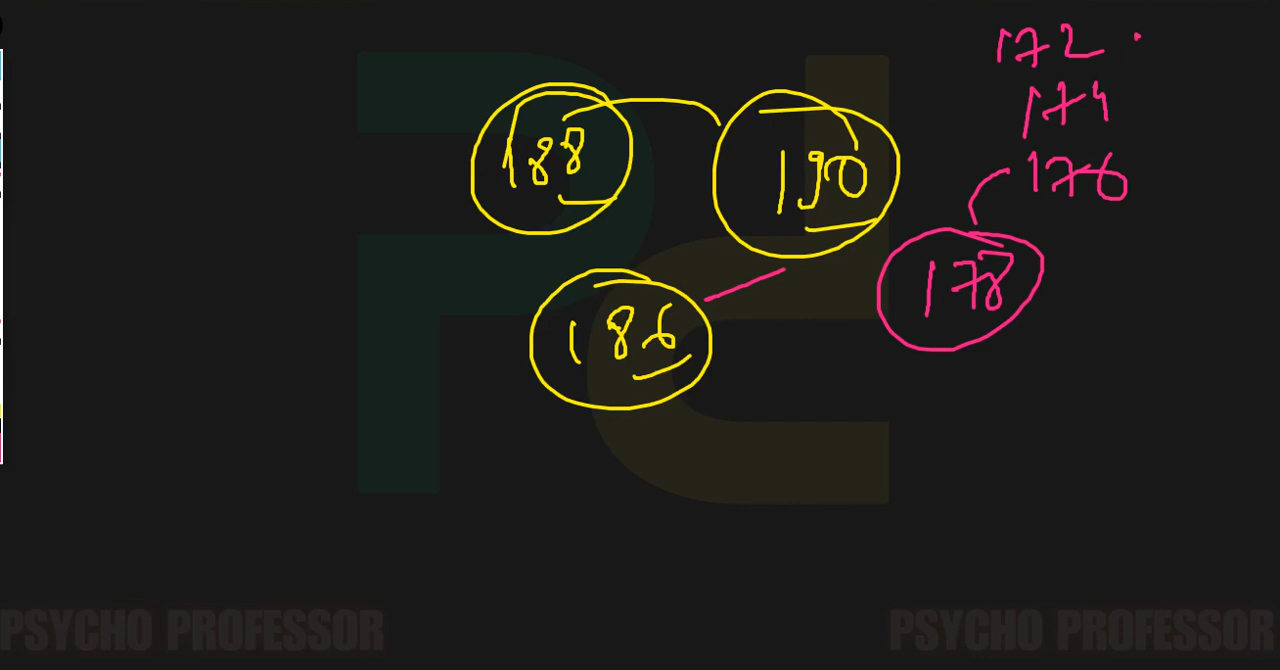 172
174
188 190 176
178
186
PSYCHO PROFESSOR PSYCHO PROFESSOR